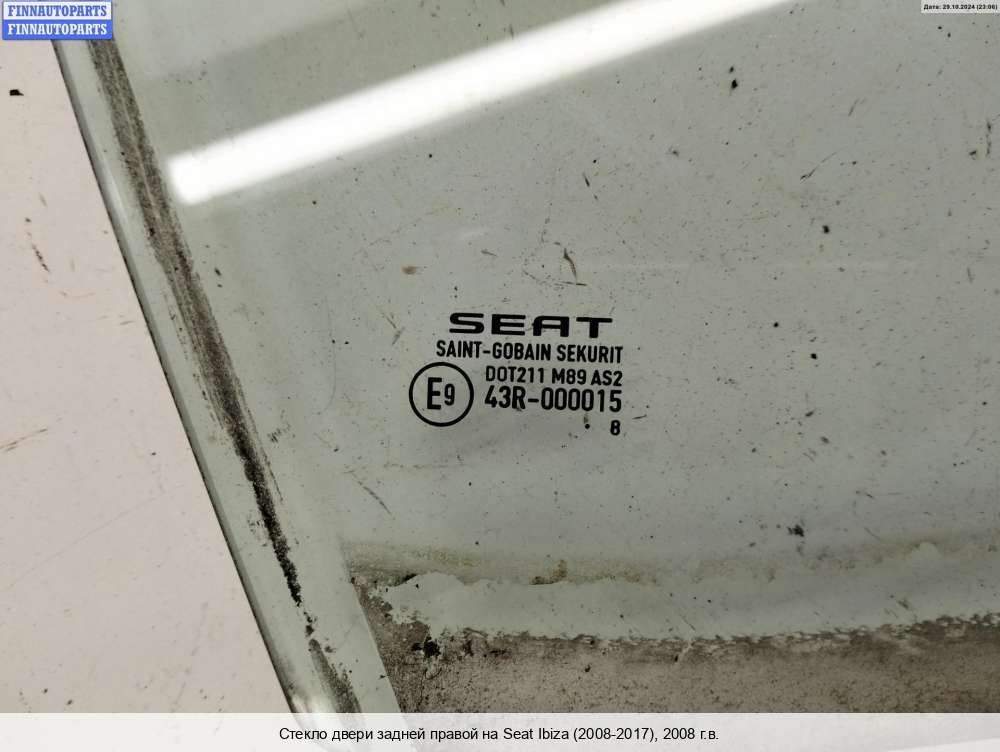 FINNAUTOPARTS
FINNAUTOPARTS
Дата: 29.10.2024 (23:06)
SEAT
SAINT-GOBAIN SEKURIT
DOT211 M89 AS2
E9 43R-000015
8
Стекло двери задней правой на Seat Ibiza (2008-2017), 2008 г.в.